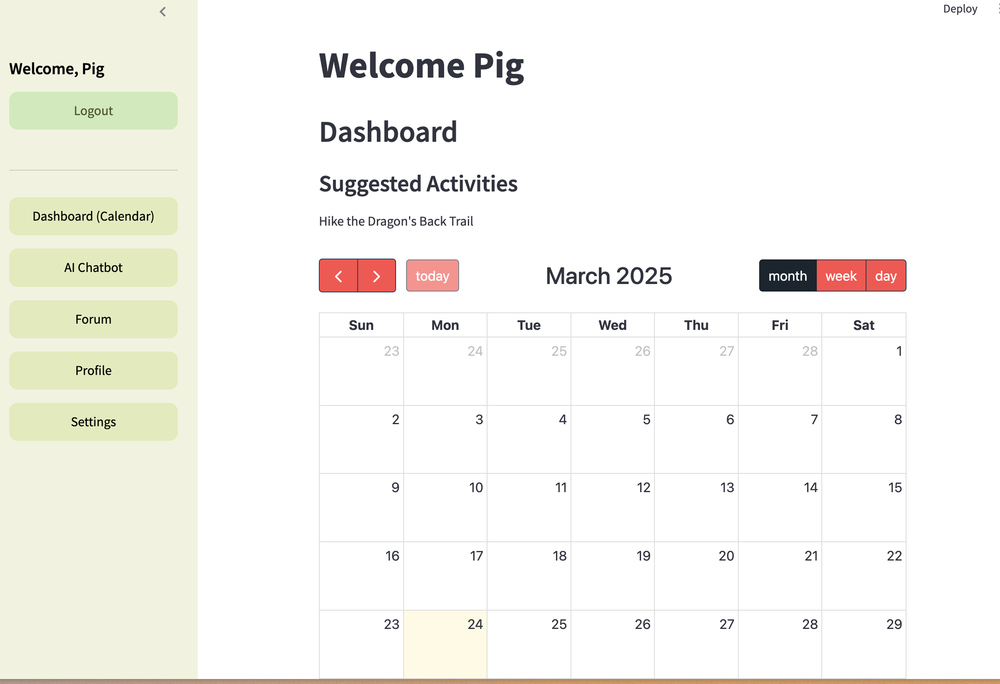 Deploy
Welcome, Pig
Logout
Dashboard (Calendar)
AI Chatbot
Forum
Profile
Settings
Welcome Pig
Dashboard
Suggested Activities
Hike the Dragon's Back Trail
today
March 2025
month week day
Sun Mon Tue Wed Thu Fri Sat
23 24 25 26 27 28 1
2 3 4 5 6 7 8
9 10 11 12 13 14 15
16 17 18 19 20 21 22
23 24 25 26 27 28 29